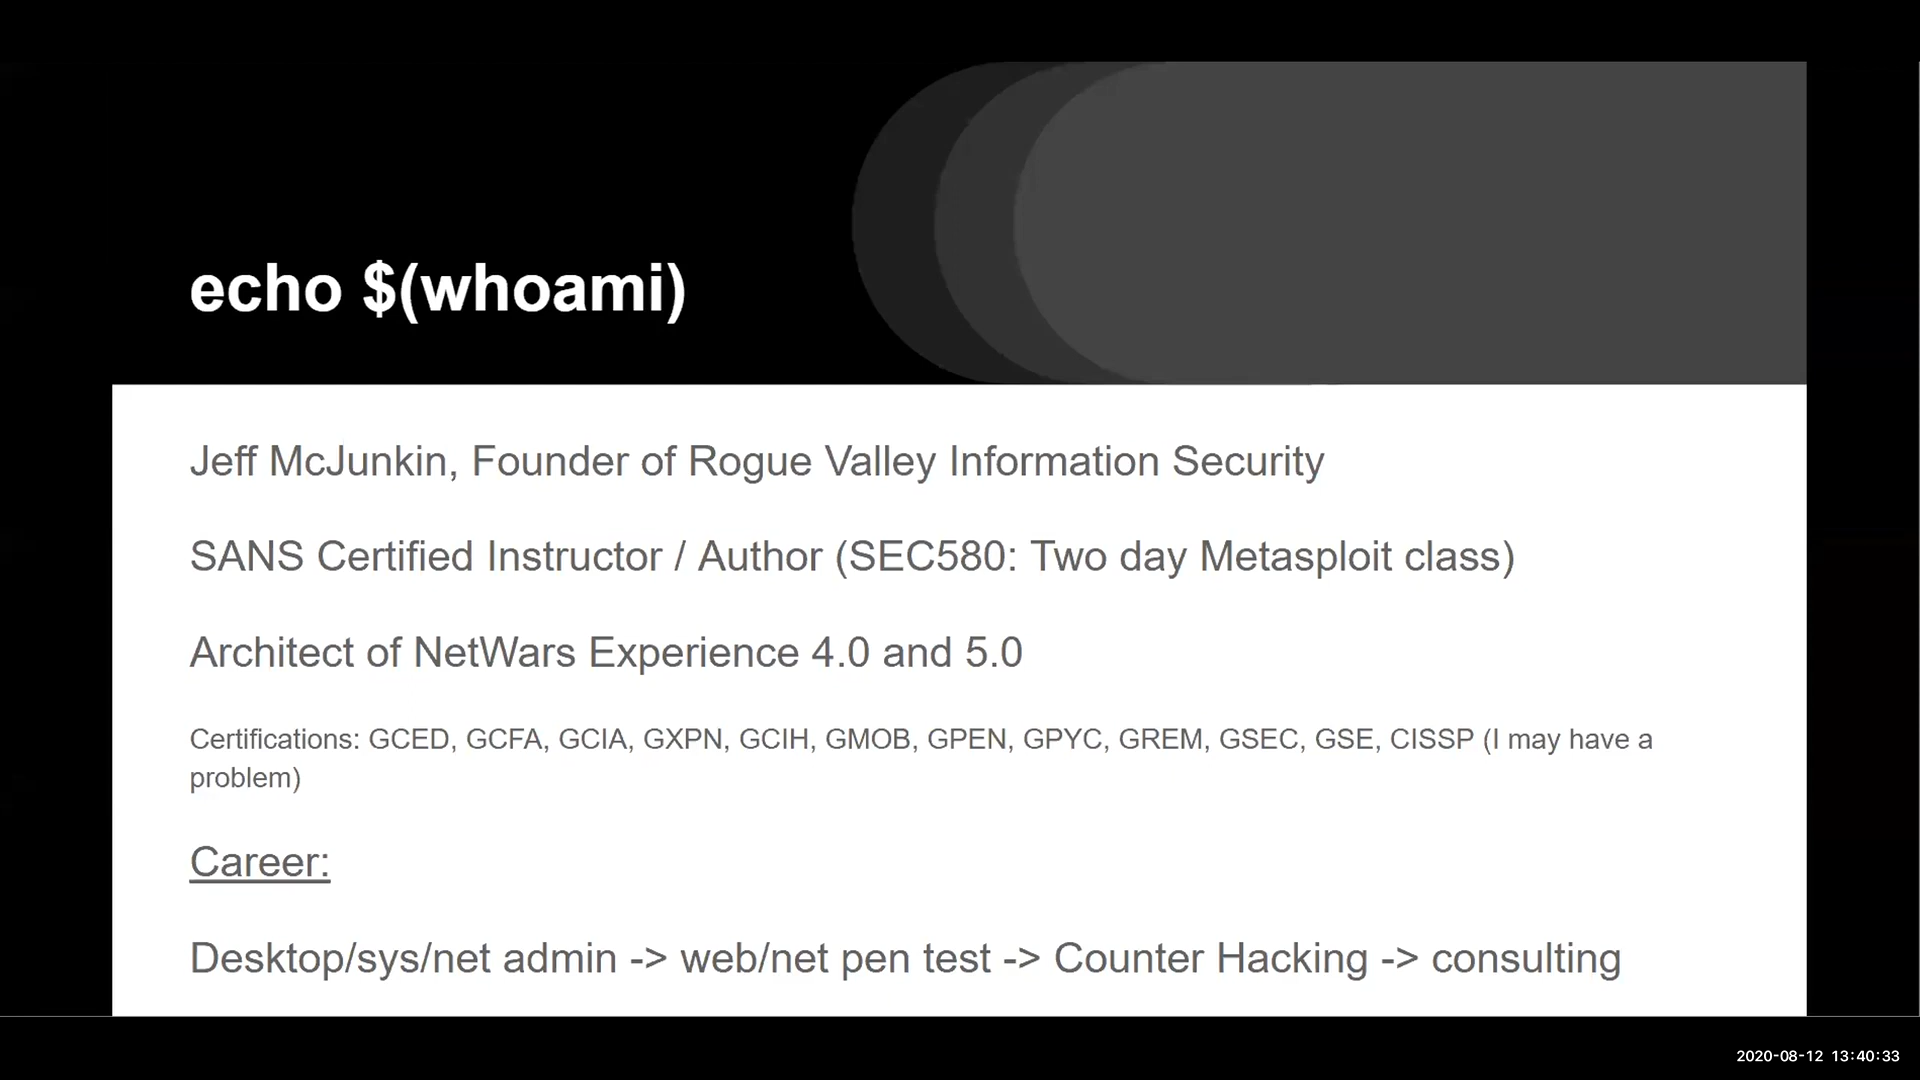 echo $(whoami)
Jeff McJunkin, Founder of Rogue Valley Information Security
SANS Certified Instructor / Author (SEC580: Two day Metasploit class)
Architect of NetWars Experience 4.0 and 5.0
Certifications: GCED, GCFA, GCIA, GXPN, GCIH, GMOB, GPEN, GPYC, GREM, GSEC, GSE, CISSP (I may have a
problem)
Career:
Desktop/sys/net admin -> web/net pen test -> Counter Hacking -> consulting
2020-08-12 13:40:33